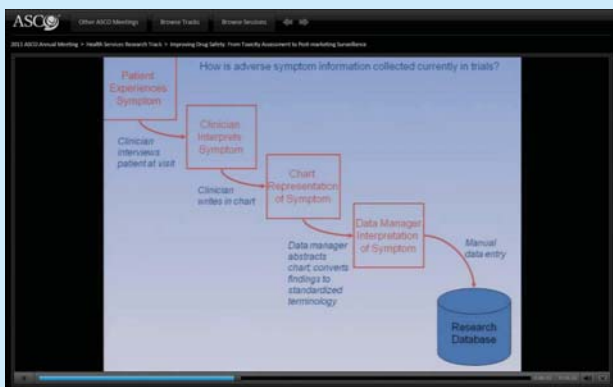 ASCO
Other ASCO Meetings
Browse Tracks
Browse Sessions
2011 ASCO Annual Meeting > Health Services Research Track > Improving Drug Safety: From Toxicity Assessment to Post-marketing Surveillance
How is adverse symptom information collected currently in trials?
Patient
Experiences
Symptom
Clinician
interviews
patient at visit
Clinician
Interprets
Symptom
Clinician
writes in chart
Chart
Representation
of Symptom
Data manager
abstracts
chart; converts
findings to
standardized
terminology
Data Manager
Interpretation
of Symptom
Manual
data entry
Research
Database